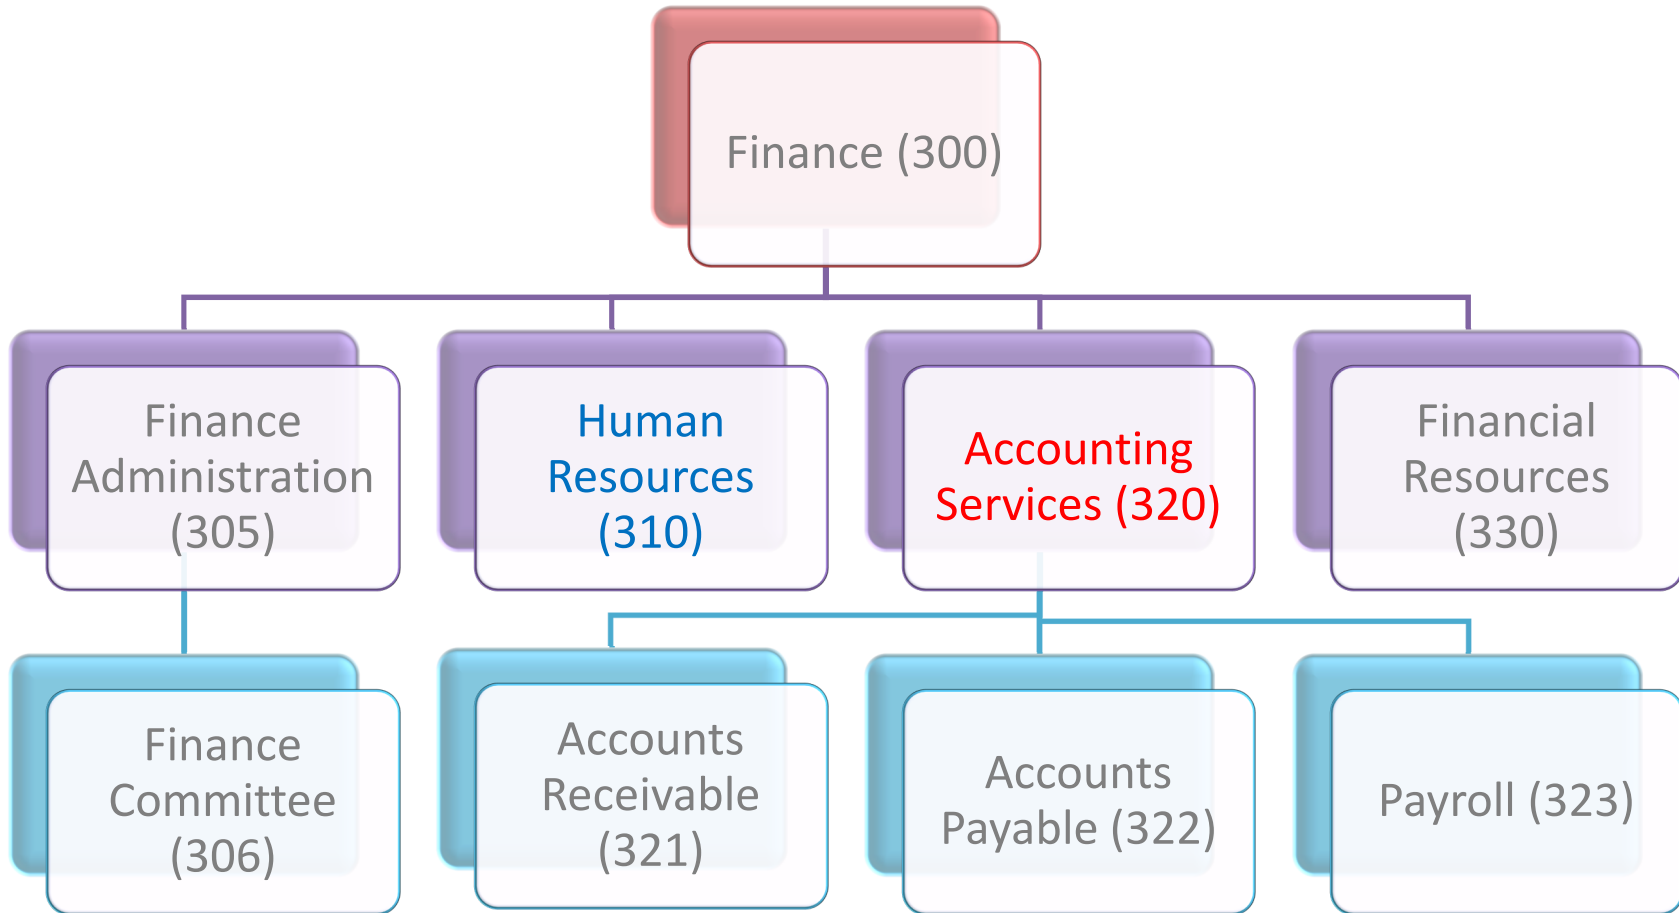 Finance (300)
Finance
Administration
(305)
Human
Resources
(310)
Accounting
Services (320)
Financial
Resources
(330)
Finance
Committee
(306)
Accounts
Receivable
(321)
Accounts
Payable (322)
Payroll (323)